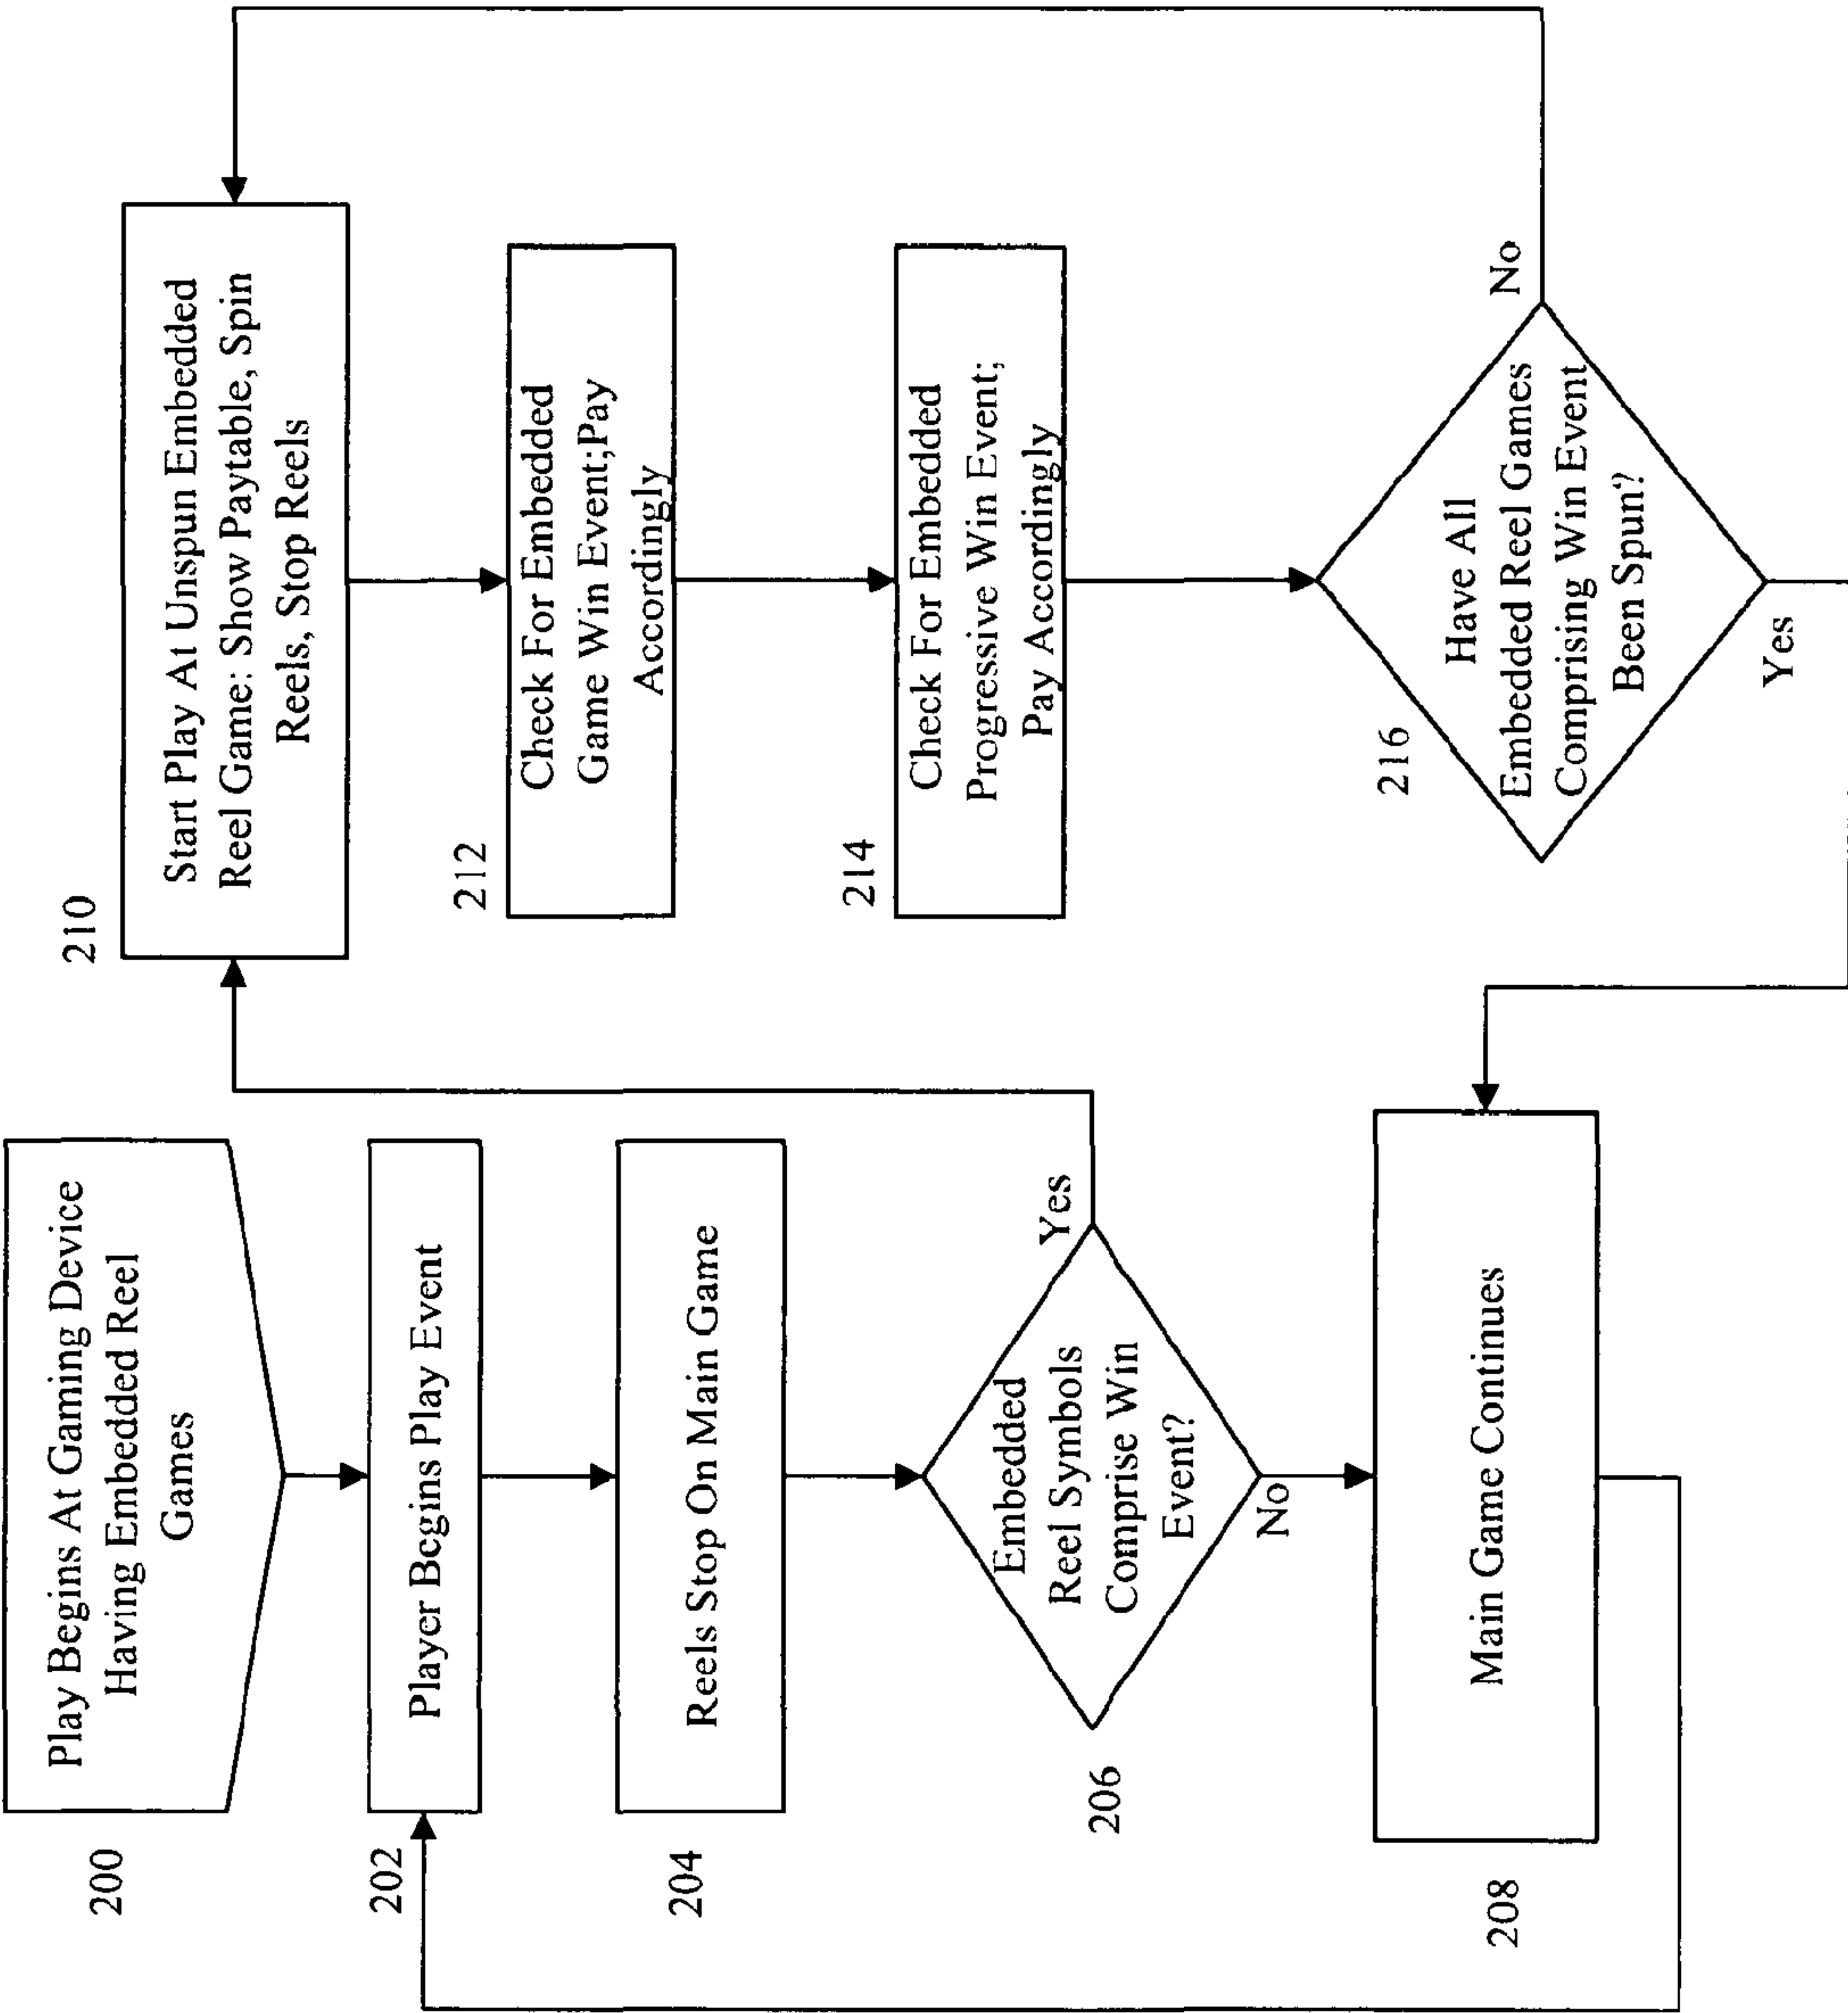 200
Play Begins At Gaming Device
Having Embedded Reel
Games
202
Player Begins Play Event
204
Reels Stop On Main Game
206
Embedded
Reel Symbols
Comprise Win
Event?
Yes
No
208
Main Game Continues
210
Start Play At Unspun Embedded
Reel Game: Show Paytable, Spin
Reels, Stop Reels
212
Check For Embedded
Game Win Event;Pay
Accordingly
214
Check For Embedded
Progressive Win Event;
Pay Accordingly
216
Have All
Embedded Reel Games
Comprising Win Event
Been Spun?
No
Yes